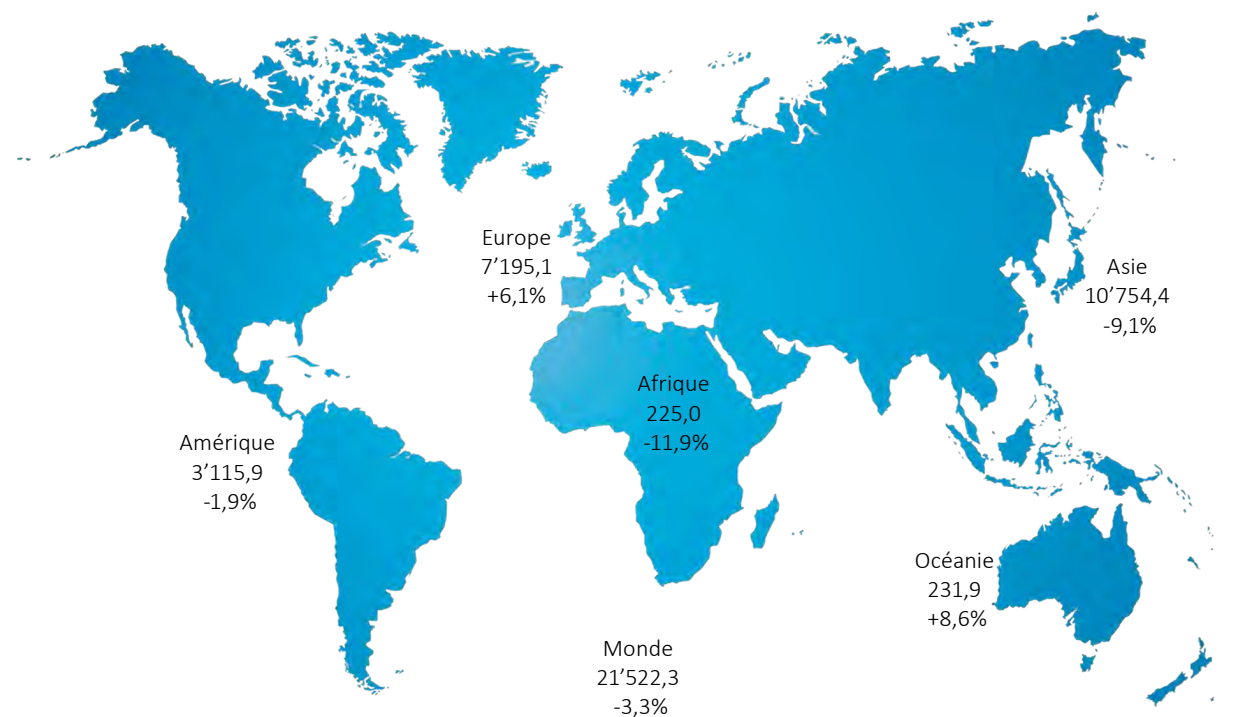 Europe
7’195,1
+6,1%
Asie
10’754,4
-9,1%
Afrique
225,0
-11,9%
Amérique
3’115,9
-1,9%
Océanie
231,9
+8,6%
Monde
21’522,3
-3,3%